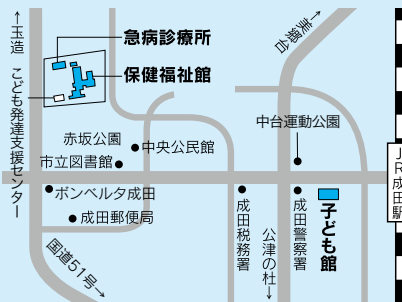 ←玉造
こども発達支援センター
急病診療所
保健福祉館
←美郷台
赤坂公園
中央公民館
市立図書館
中台運動公園
JR成田駅
ボンベルタ成田
成田郵便局
成田税務署
公津の杜→
成田警察署
子ども館
国道51号→